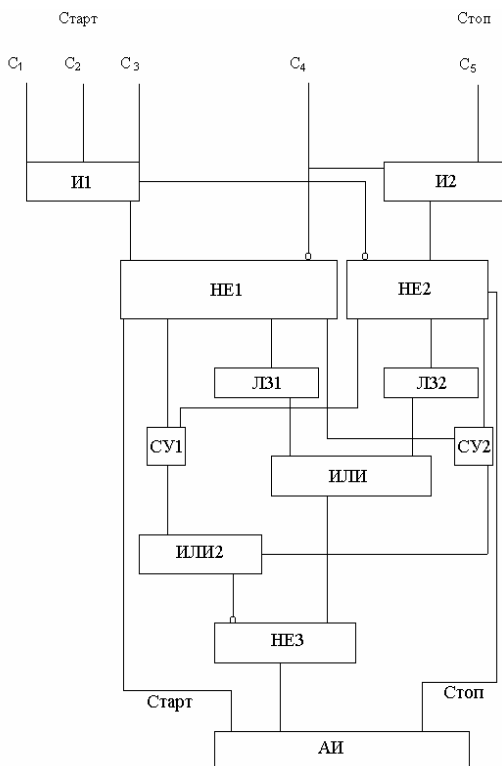 Старт Стоп
C1 C2 C3 C4 C5
И1 И2
НЕ1 НЕ2
ЛЗ1 ЛЗ2
СУ1 СУ2
ИЛИ
ИЛИ2
НЕ3
Старт Стоп
АИ